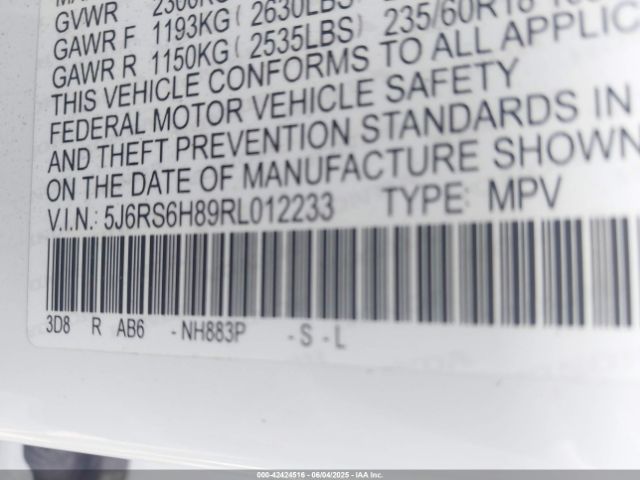 GVWR
GAWR F 1193KG ( 2630LBS
GAWR R 1150KG ( 2535LBS ) 235/60R18
THIS VEHICLE CONFORMS TO ALL APPLIC
FEDERAL MOTOR VEHICLE SAFETY
AND THEFT PREVENTION STANDARDS IN
ON THE DATE OF MANUFACTURE SHOWN
V.I.N.: 5J6RS6H89RL012233 TYPE: MPV
3D8 R AB6 -NH883P -S -L
000-42424516 - 06/04/2025 - IAA Inc.